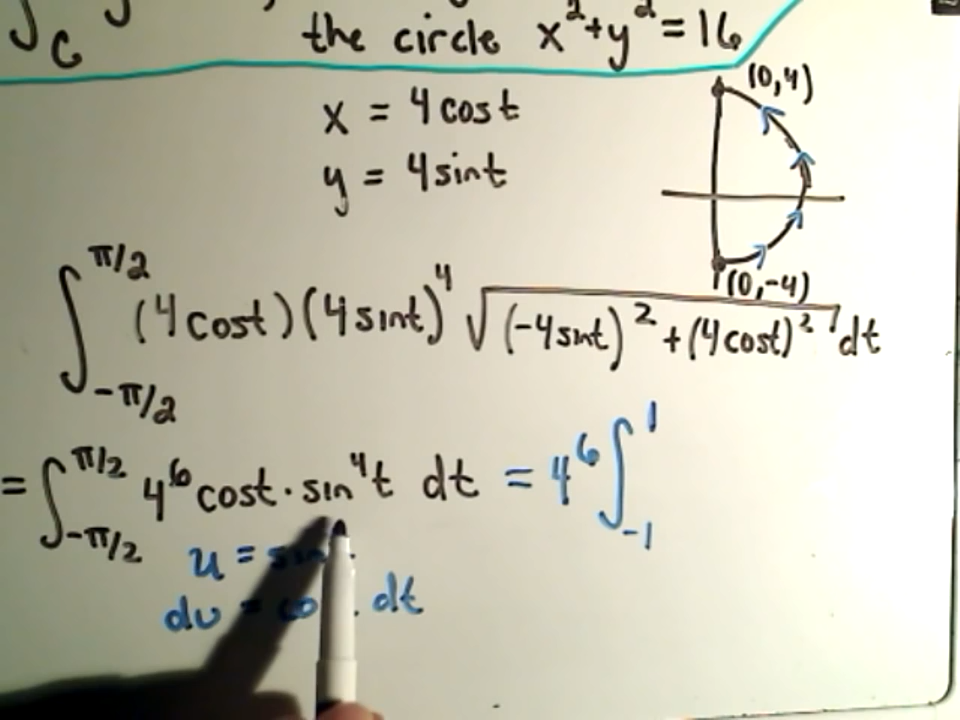 ∫_C
the circle x²+y²=16
(0,4)
x = 4cost
y = 4sint
(0,-4)
∫_{-π/2}^{π/2} (4cost)(4sint)⁴ √((-4sint)²+(4cost)²) dt
= ∫_{-π/2}^{π/2} 4⁶ cost·sin⁴t dt = 4⁶ ∫_{-1}^{1}
u =
du = dt